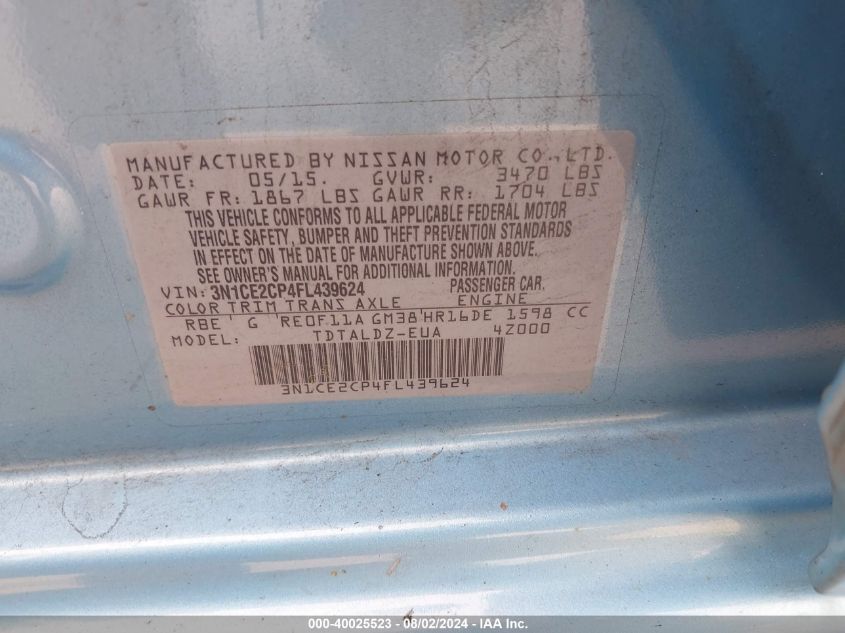 MANUFACTURED BY NISSAN MOTOR CO., LTD.
DATE: 05/15. GVWR: 3470 LBS
GAWR FR: 1867 LBS GAWR RR: 1704 LBS
THIS VEHICLE CONFORMS TO ALL APPLICABLE FEDERAL MOTOR
VEHICLE SAFETY, BUMPER AND THEFT PREVENTION STANDARDS
IN EFFECT ON THE DATE OF MANUFACTURE SHOWN ABOVE.
SEE OWNER'S MANUAL FOR ADDITIONAL INFORMATION.
VIN: 3N1CE2CP4FL439624 PASSENGER CAR.
COLOR TRIM TRANS AXLE ENGINE
RBE' G 'RE0F11A GM38'HR16DE 1598 CC
MODEL: TDTALDZ-EUA 4Z000
3N1CE2CP4FL439624
000-40025523 - 08/02/2024 - IAA Inc.